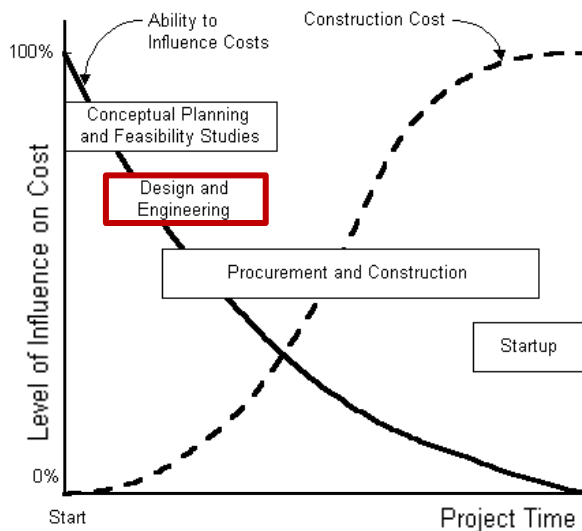 Ability to
Influence Costs
Construction Cost
100%
Conceptual Planning
and Feasibility Studies
Design and
Engineering
Procurement and Construction
Startup
Level of Influence on Cost
0%
Start
Project Time